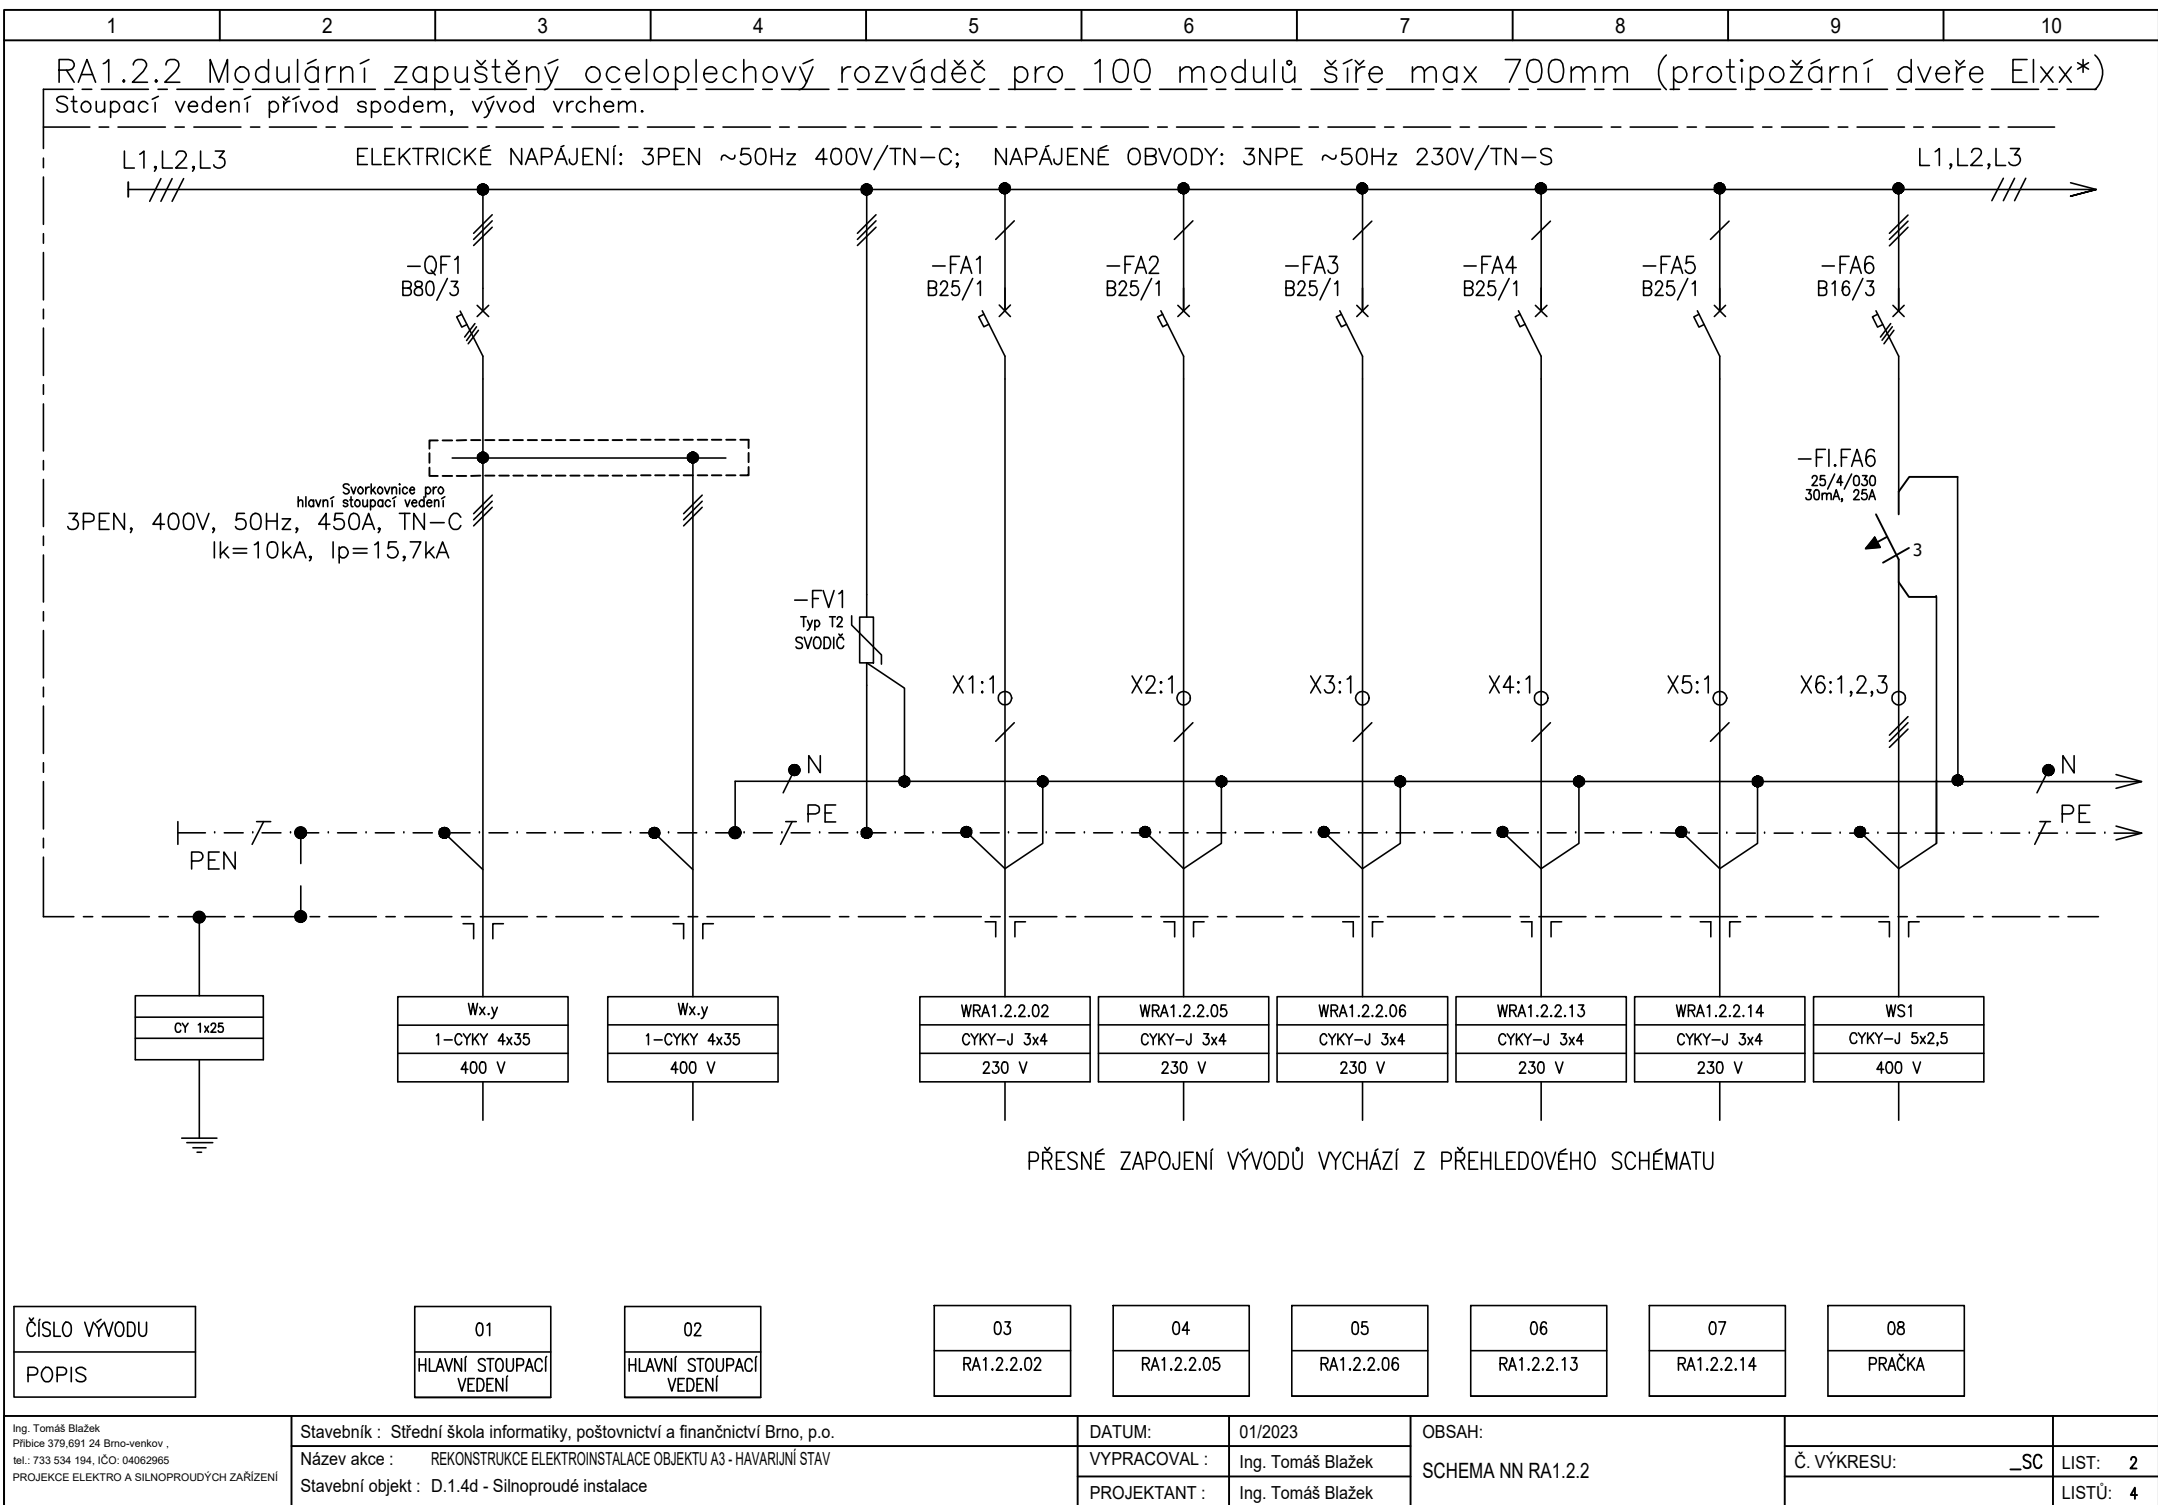 1 2 3 4 5 6 7 8 9 10
RA1.2.2 Modulární zapuštěný oceloplechový rozváděč pro 100 modulů šíře max 700mm (protipožární dveře EIxx*)
Stoupací vedení přívod spodem, vývod vrchem.
L1,L2,L3 ELEKTRICKÉ NAPÁJENÍ: 3PEN ~50Hz 400V/TN-C; NAPÁJENÉ OBVODY: 3NPE ~50Hz 230V/TN-S L1,L2,L3
-QF1 -FA1 -FA2 -FA3 -FA4 -FA5 -FA6
B80/3 B25/1 B25/1 B25/1 B25/1 B25/1 B16/3
-FI.FA6
25/4/030
30mA, 25A
3
Svorkovnice pro
hlavní stoupací vedení
3PEN, 400V, 50Hz, 450A, TN-C
Ik=10kA, Ip=15,7kA
-FV1
Typ T2
SVODIČ
X1:1 X2:1 X3:1 X4:1 X5:1 X6:1,2,3
N N
PE PE
PEN
CY 1x25
Wx.y Wx.y WRA1.2.2.02 WRA1.2.2.05 WRA1.2.2.06 WRA1.2.2.13 WRA1.2.2.14 WS1
1-CYKY 4x35 1-CYKY 4x35 CYKY-J 3x4 CYKY-J 3x4 CYKY-J 3x4 CYKY-J 3x4 CYKY-J 3x4 CYKY-J 5x2,5
400 V 400 V 230 V 230 V 230 V 230 V 230 V 400 V
PŘESNÉ ZAPOJENÍ VÝVODŮ VYCHÁZÍ Z PŘEHLEDOVÉHO SCHÉMATU
ČÍSLO VÝVODU 01 02 03 04 05 06 07 08
POPIS HLAVNÍ STOUPACÍ VEDENÍ HLAVNÍ STOUPACÍ VEDENÍ RA1.2.2.02 RA1.2.2.05 RA1.2.2.06 RA1.2.2.13 RA1.2.2.14 PRAČKA
Ing. Tomáš Blažek
Přibice 379,691 24 Brno-venkov ,
tel.: 733 534 194, IČO: 04062965
PROJEKCE ELEKTRO A SILNOPROUDÝCH ZAŘÍZENÍ
Stavebník : Střední škola informatiky, poštovnictví a finančnictví Brno, p.o.
Název akce : REKONSTRUKCE ELEKTROINSTALACE OBJEKTU A3 - HAVARIJNÍ STAV
Stavební objekt : D.1.4d - Silnoproudé instalace
DATUM: 01/2023
VYPRACOVAL : Ing. Tomáš Blažek
PROJEKTANT : Ing. Tomáš Blažek
OBSAH:
SCHEMA NN RA1.2.2
Č. VÝKRESU: _SC
LIST: 2
LISTŮ: 4